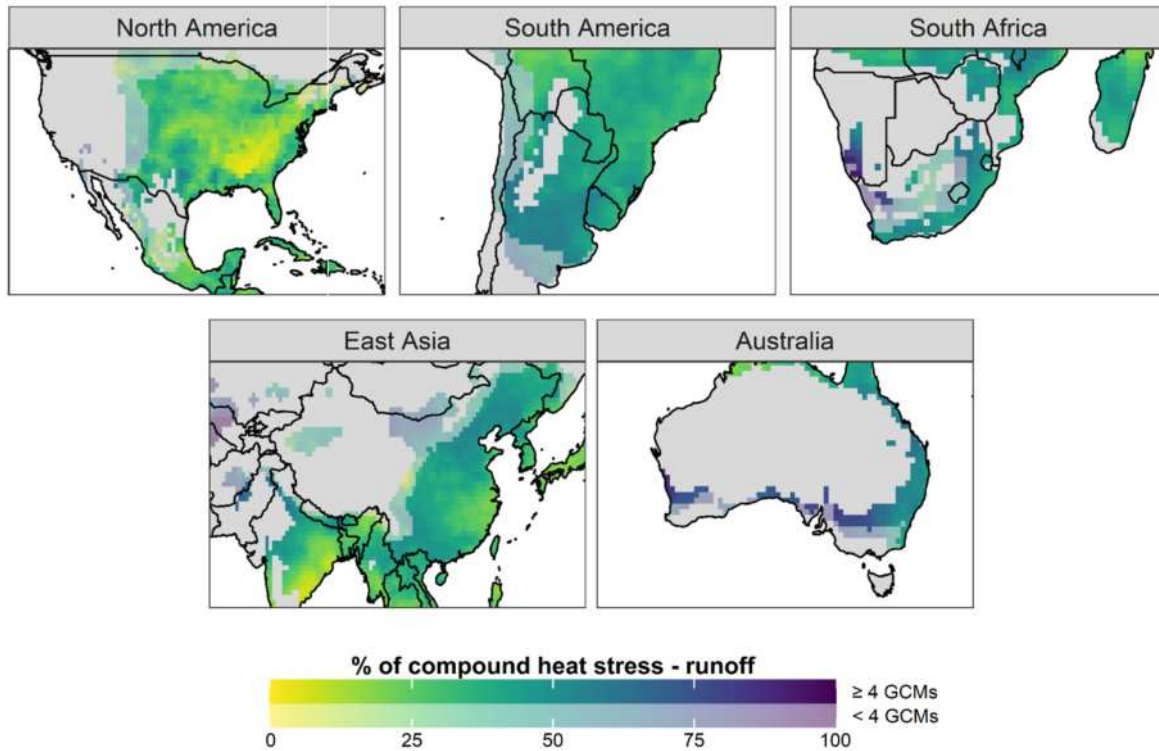 North America
South America
South Africa
East Asia
Australia
% of compound heat stress - runoff
≥ 4 GCMs
< 4 GCMs
0
25
50
75
100